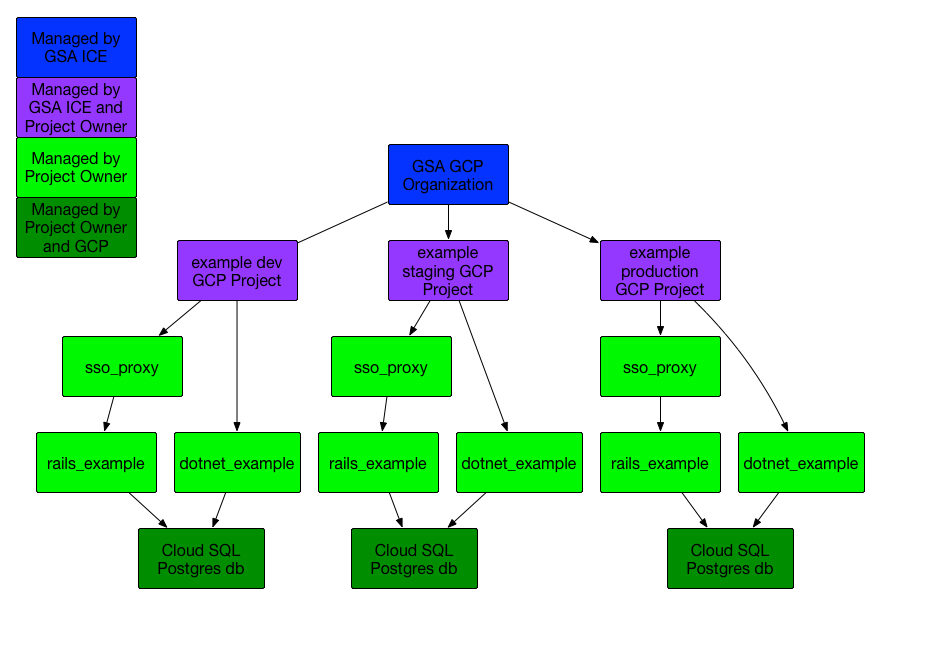 Managed by
GSA ICE
Managed by
GSA ICE and
Project Owner
Managed by
Project Owner
Managed by
Project Owner
and GCP
GSA GCP
Organization
example dev
GCP Project
example
staging GCP
Project
example
production
GCP Project
sso_proxy
sso_proxy
sso_proxy
rails_example
dotnet_example
rails_example
dotnet_example
rails_example
dotnet_example
Cloud SQL
Postgres db
Cloud SQL
Postgres db
Cloud SQL
Postgres db